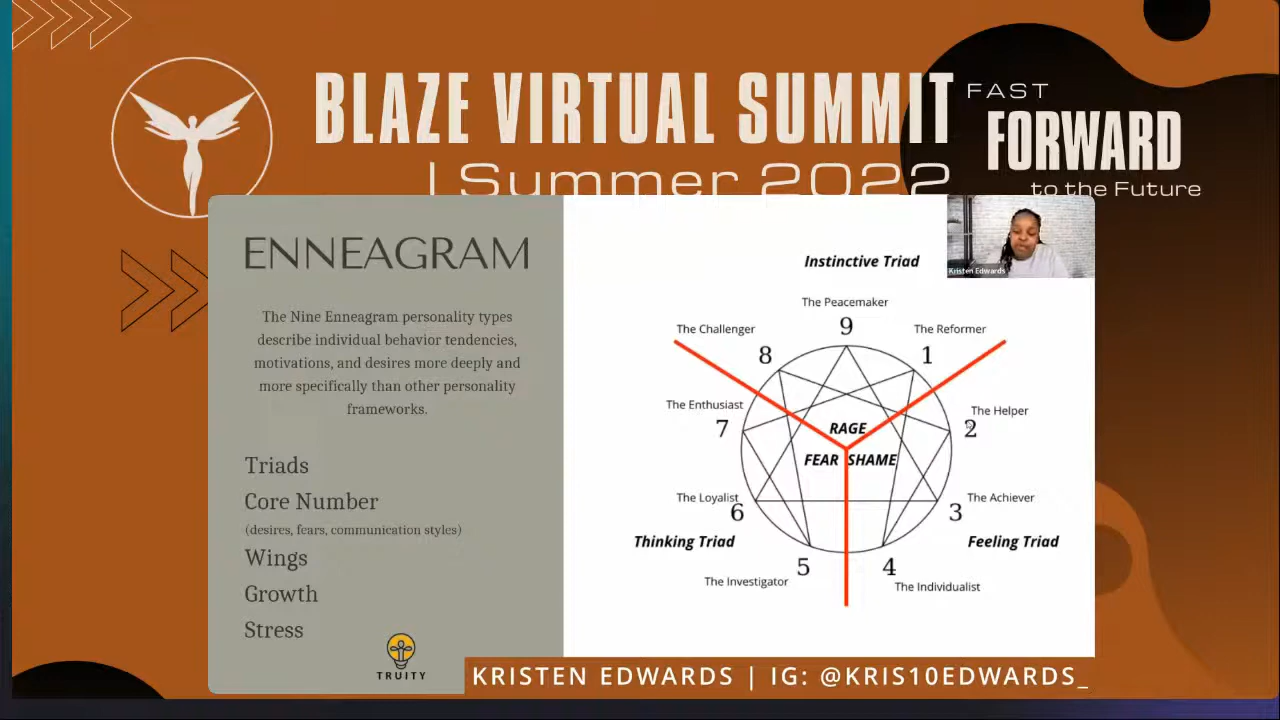 BLAZE VIRTUAL SUMMIT
| Summer 2022
FAST
FORWARD
to the Future
ENNEAGRAM
The Nine Enneagram personality types
describe individual behavior tendencies,
motivations, and desires more deeply and
more specifically than other personality
frameworks.
Triads
Core Number
(desires, fears, communication styles)
Wings
Growth
Stress
TRUITY
Instinctive Triad
Kristen Edwards
The Peacemaker
9
The Challenger
8
The Reformer
1
The Enthusiast
7
The Helper
2
RAGE
FEAR
SHAME
The Loyalist
6
The Achiever
3
Thinking Triad
Feeling Triad
5
The Investigator
4
The Individualist
KRISTEN EDWARDS | IG: @KRIS10EDWARDS_